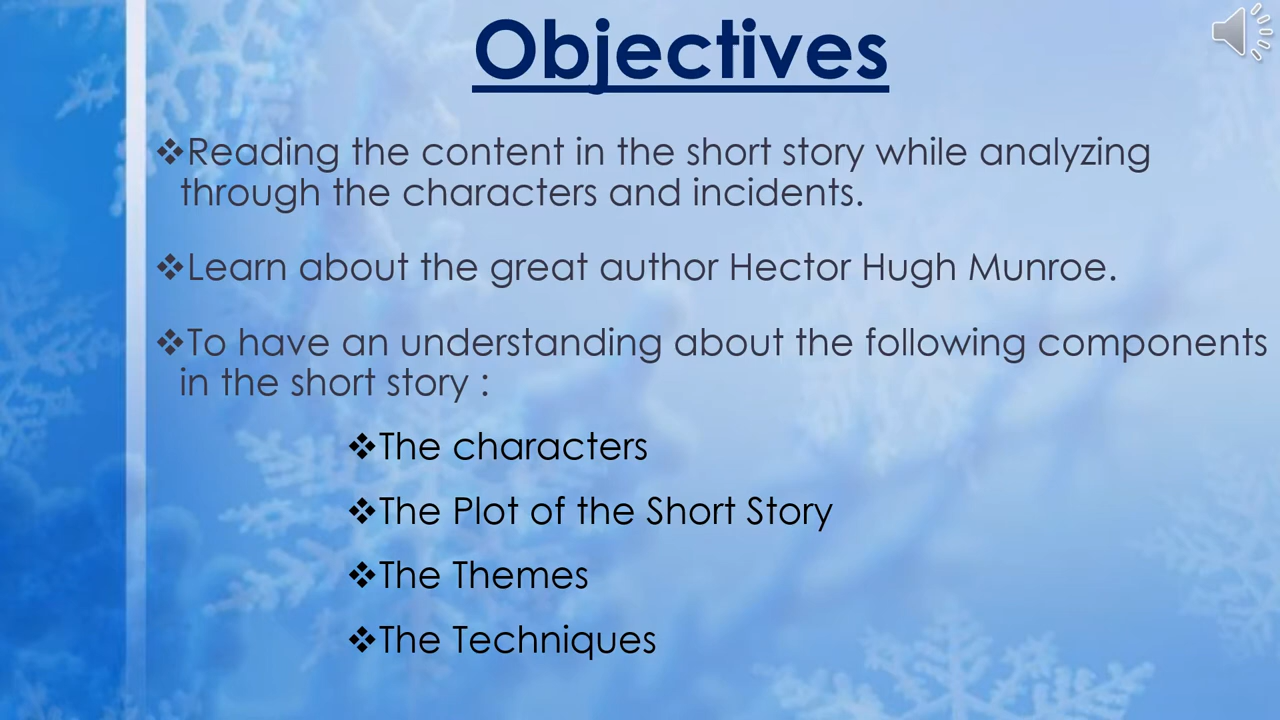 Objectives
❖Reading the content in the short story while analyzing
through the characters and incidents.
❖Learn about the great author Hector Hugh Munroe.
❖To have an understanding about the following components
in the short story :
❖The characters
❖The Plot of the Short Story
❖The Themes
❖The Techniques